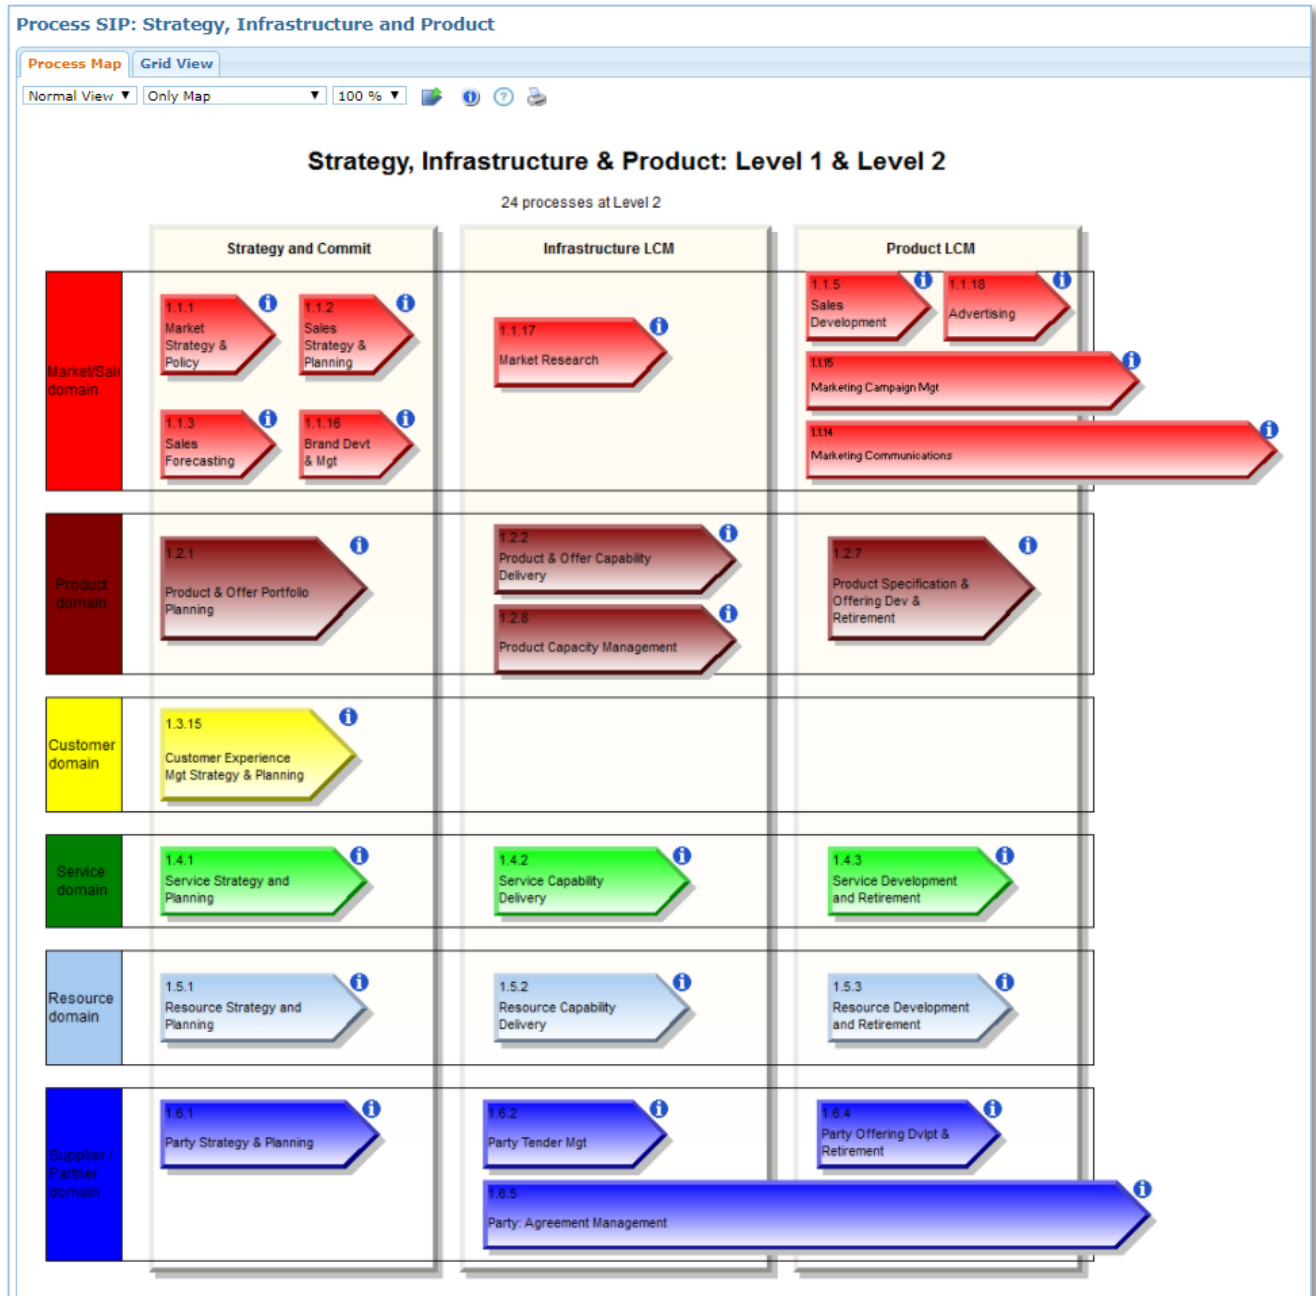 Process SIP: Strategy, Infrastructure and Product
Process Map
Grid View
Normal View
Only Map
100 %
Strategy, Infrastructure & Product: Level 1 & Level 2
24 processes at Level 2
Strategy and Commit
Infrastructure LCM
Product LCM
Market/Sale
domain
1.1.1
Market
Strategy &
Policy
1.1.2
Sales
Strategy &
Planning
1.1.3
Sales
Forecasting
1.1.16
Brand Devt
& Mgt
1.1.17
Market Research
1.1.5
Sales
Development
1.1.18
Advertising
1.1.15
Marketing Campaign Mgt
1.1.14
Marketing Communications
Product
domain
1.2.1
Product & Offer Portfolio
Planning
1.2.2
Product & Offer Capability
Delivery
1.2.8
Product Capacity Management
1.2.7
Product Specification &
Offering Dev &
Retirement
Customer
domain
1.3.15
Customer Experience
Mgt Strategy & Planning
Service
domain
1.4.1
Service Strategy and
Planning
1.4.2
Service Capability
Delivery
1.4.3
Service Development
and Retirement
Resource
domain
1.5.1
Resource Strategy and
Planning
1.5.2
Resource Capability
Delivery
1.5.3
Resource Development
and Retirement
Supplier /
Partner
domain
1.6.1
Party Strategy & Planning
1.6.2
Party Tender Mgt
1.6.4
Party Offering Dvlpt &
Retirement
1.6.5
Party: Agreement Management